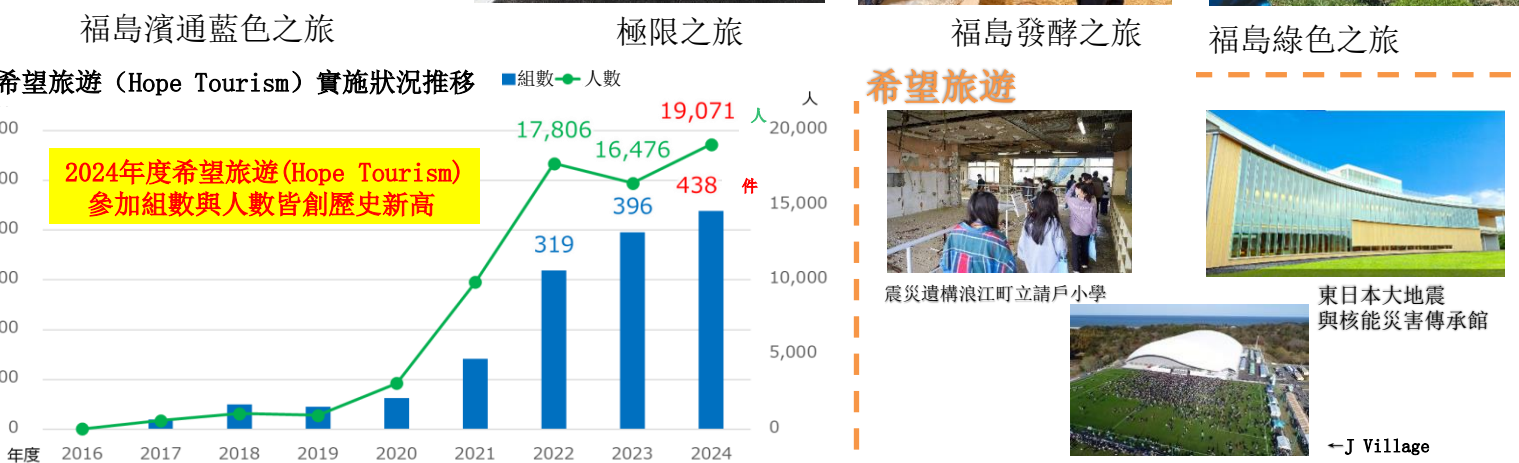 福島濱通藍色之旅
極限之旅
福島發酵之旅
福島綠色之旅
希望旅遊（Hope Tourism）實施狀況推移
組數 人數
2024年度希望旅遊(Hope Tourism)
參加組數與人數皆創歷史新高
人
人
19,071
17,806
16,476
438 件
396
319
20,000
15,000
10,000
5,000
0
0
年度 2016 2017 2018 2019 2020 2021 2022 2023 2024
希望旅遊
震災遺構浪江町立請戶小學
東日本大地震
與核能災害傳承館
←J Village